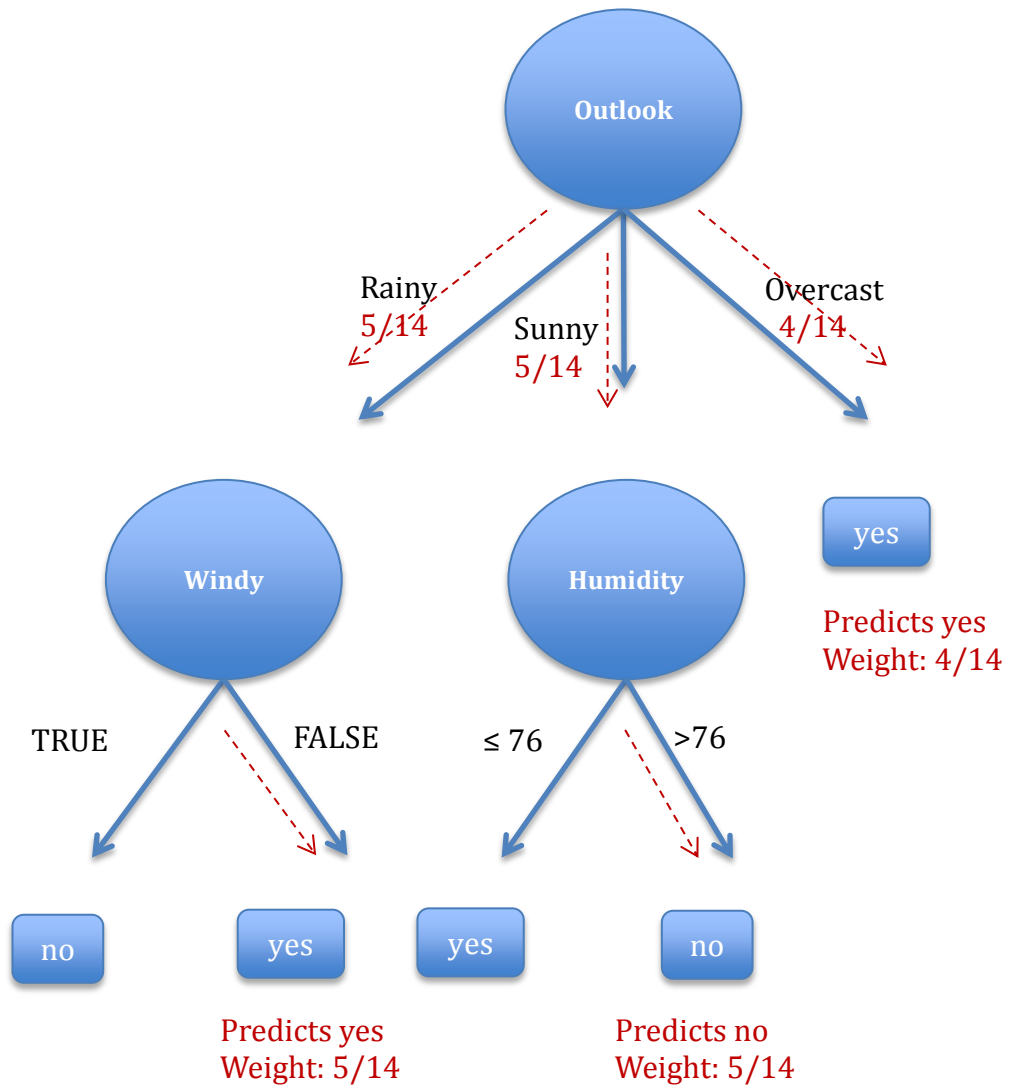 Outlook
Rainy
5/14
Sunny
5/14
Overcast
4/14
Windy
Humidity
yes
Predicts yes
Weight: 4/14
TRUE
FALSE
≤ 76
>76
no
yes
yes
no
Predicts yes
Weight: 5/14
Predicts no
Weight: 5/14